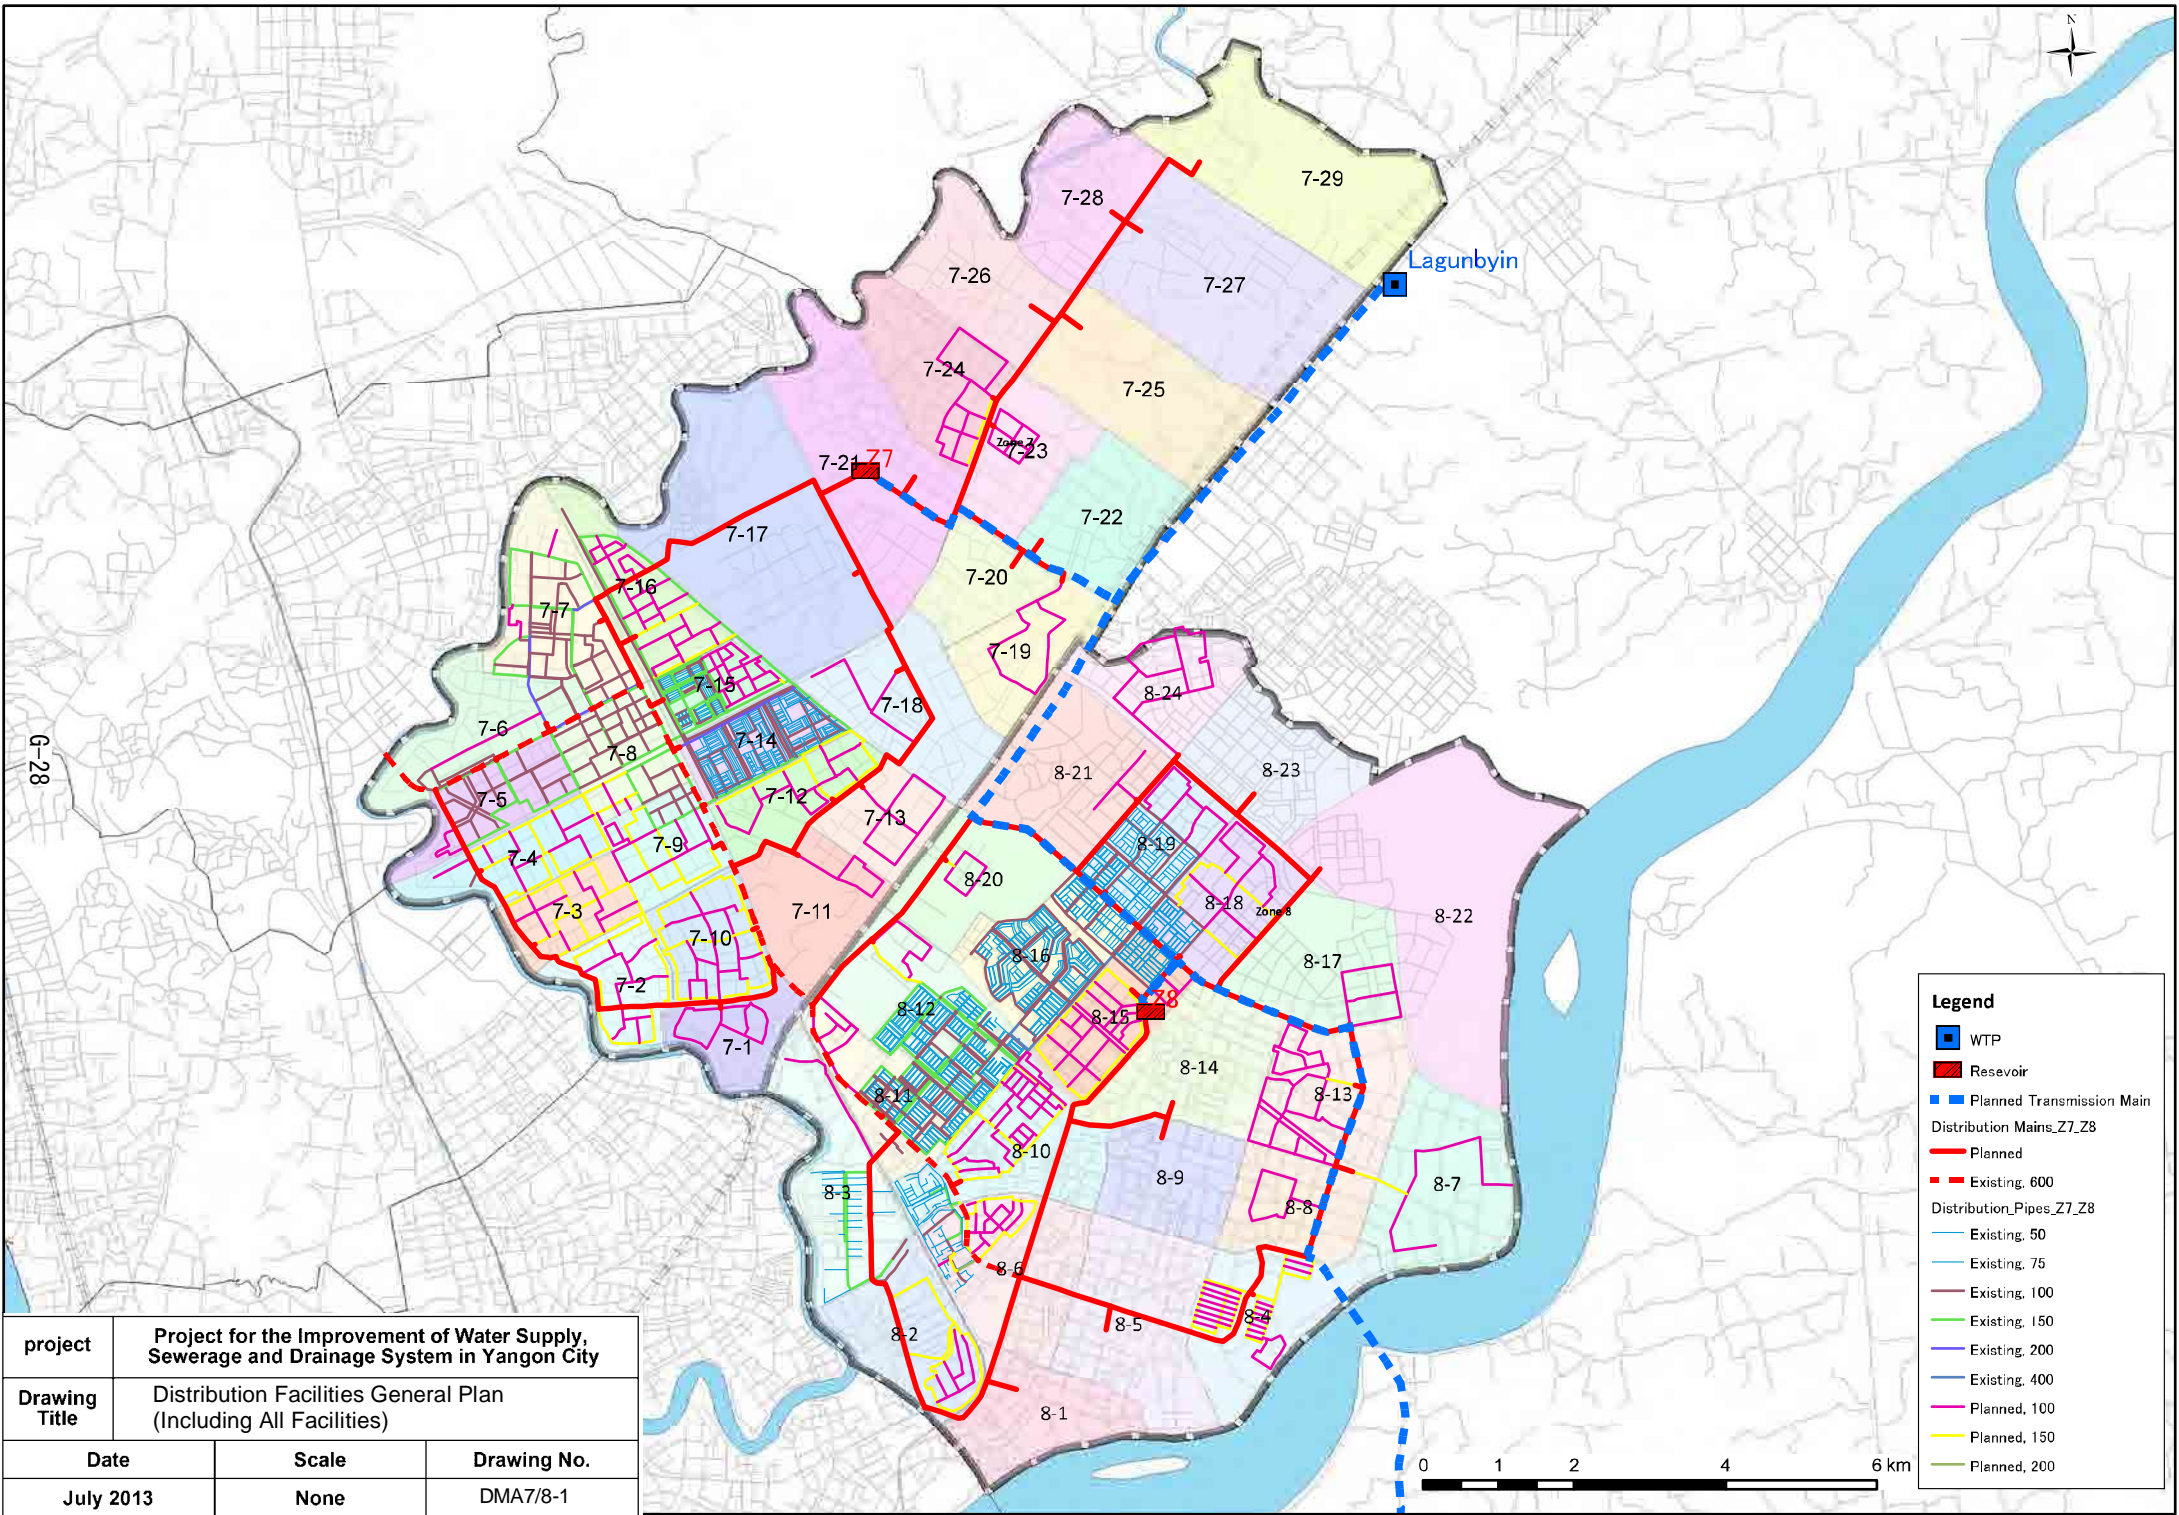 N
7-29
7-28
Lagunbyin
7-26
7-27
7-24
7-25
Zone 7
7-23
7-21
Z7
7-22
7-17
7-20
7-16
7-7
7-19
7-15
8-24
7-18
7-6
7-14
7-8
8-21
8-23
G-28
7-5
7-12
7-13
7-9
8-19
7-4
8-20
8-18
Zone 8
7-3
7-11
8-22
7-10
8-16
8-17
7-2
8-12
Z8
8-15
7-1
8-14
8-11
8-13
8-10
8-9
8-3
8-7
8-8
8-6
8-4
8-5
8-2
8-1
Legend
WTP
Resevoir
Planned Transmission Main
Distribution Mains_Z7_Z8
Planned
Existing, 600
Distribution_Pipes_Z7_Z8
Existing, 50
Existing, 75
Existing, 100
Existing, 150
Existing, 200
Existing, 400
Planned, 100
Planned, 150
Planned, 200
0 1 2 4 6 km
project
Project for the Improvement of Water Supply,
Sewerage and Drainage System in Yangon City
Drawing
Title
Distribution Facilities General Plan
(Including All Facilities)
Date Scale Drawing No.
July 2013 None DMA7/8-1